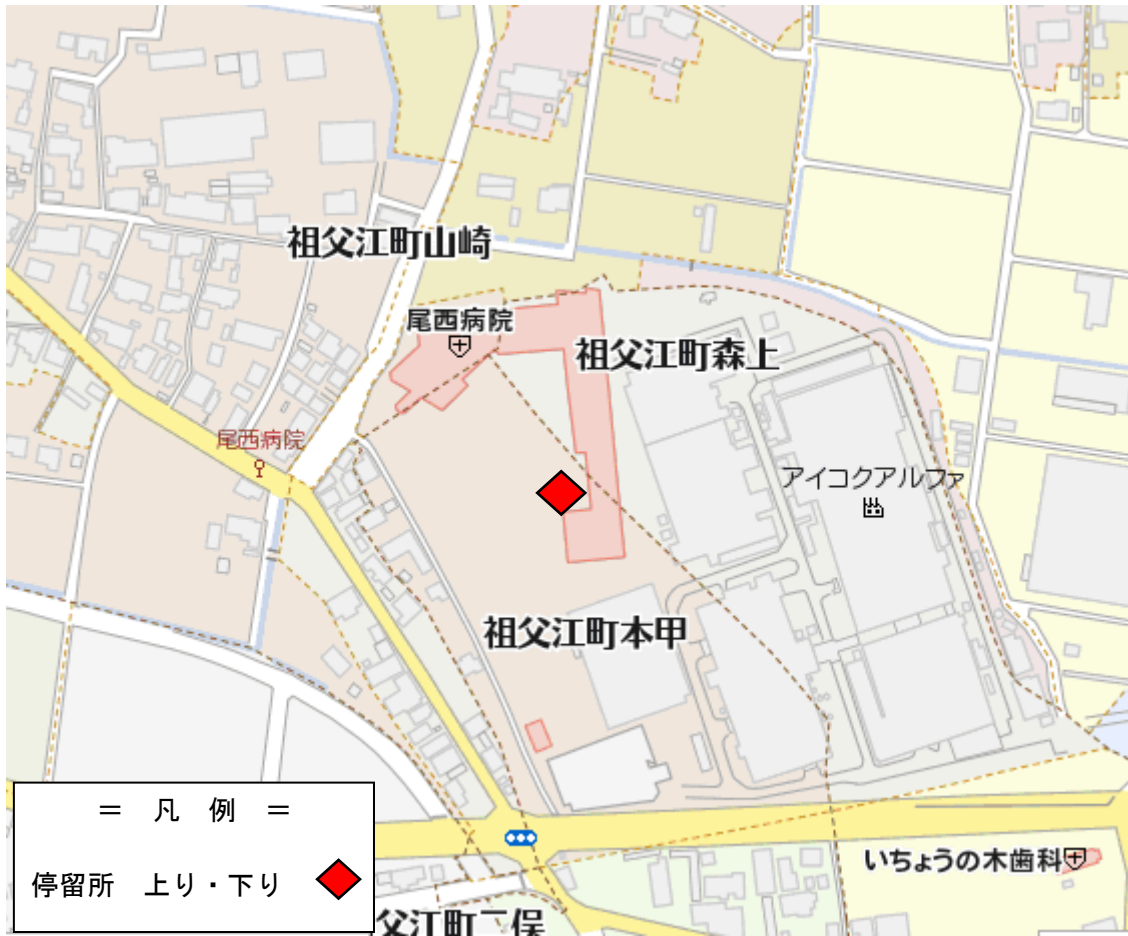 祖父江町山崎
尾西病院
祖父江町森上
尾西病院
アイコクアルファ
祖父江町本甲
＝ 凡 例 ＝
停留所 上り・下り
いちょうの木歯科
父江町二俣